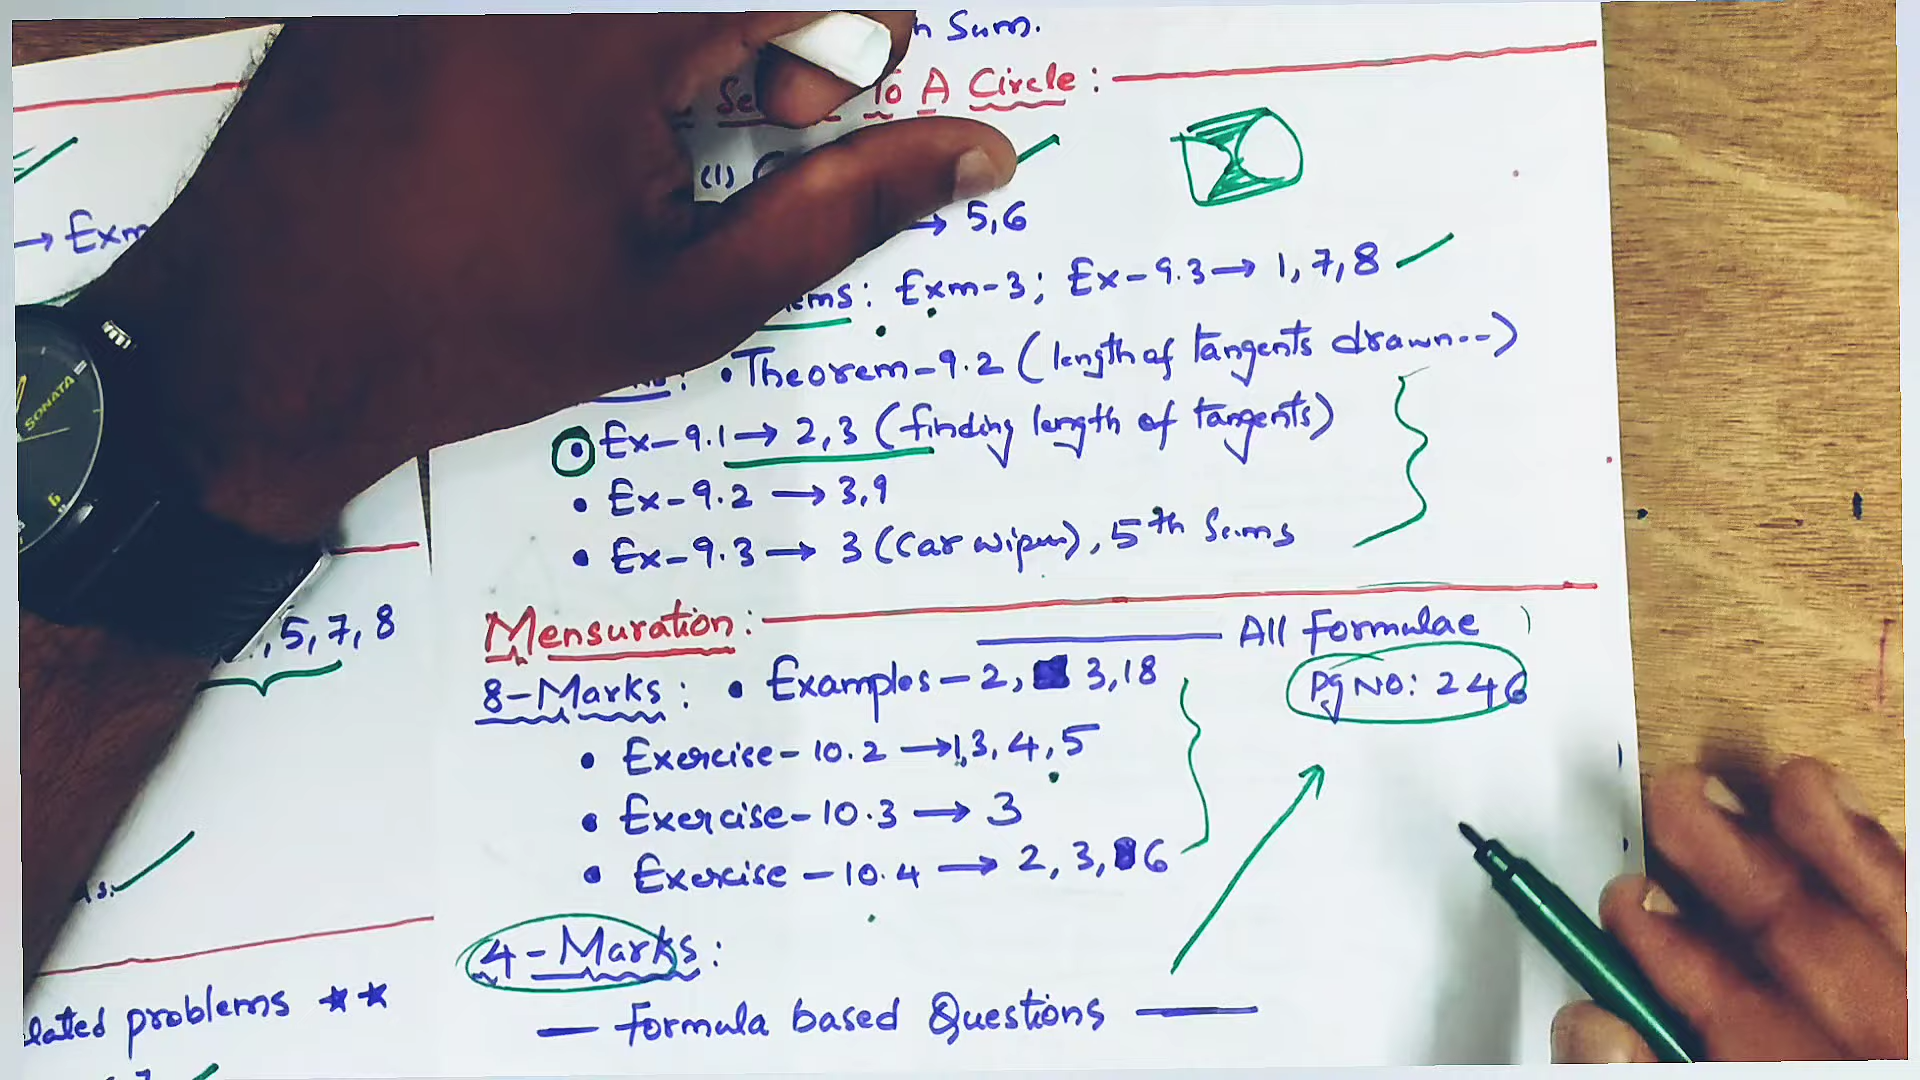 h Sum.
To A Circle:
(1)
→ 5,6
→ Exm
ems: Exm-3; Ex-9.3→ 1,7,8
• Theorem-9.2 (length of tangents drawn--)
• Ex-9.1→ 2,3 (finding length of tangents)
• Ex-9.2 → 3,9
• Ex-9.3 → 3 (Car wiper), 5th Sums
SONATA
6
,5,7,8
Mensuration:
All Formulae
Pg NO: 246
8-Marks: • Examples-2, 3,18
• Exercise-10.2 →1,3,4,5
• Exercise-10.3 → 3
• Exercise-10.4 → 2, 3, 6
4-Marks:
— Formula based Questions —
lated problems ★★